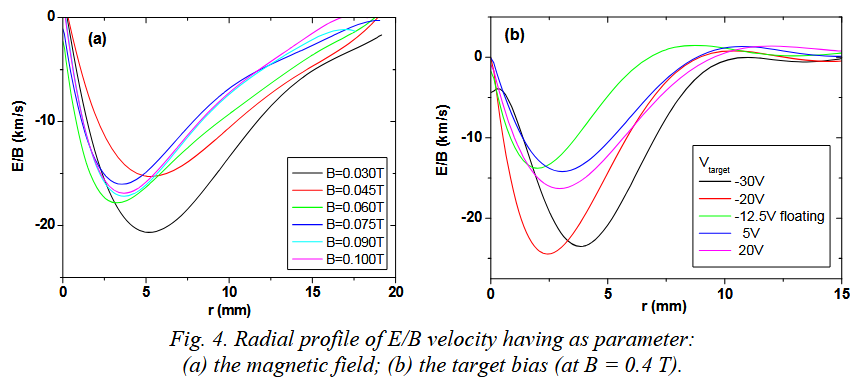 (a)
E/B (km/s)
0
-10
-20
B=0.030T
B=0.045T
B=0.060T
B=0.075T
B=0.090T
B=0.100T
0 5 10 15 20
r (mm)
(b)
E/B (km/s)
0
-10
-20
V target
-30V
-20V
-12.5V floating
5V
20V
0 5 10 15
r (mm)
Fig. 4. Radial profile of E/B velocity having as parameter:
(a) the magnetic field; (b) the target bias (at B = 0.4 T).